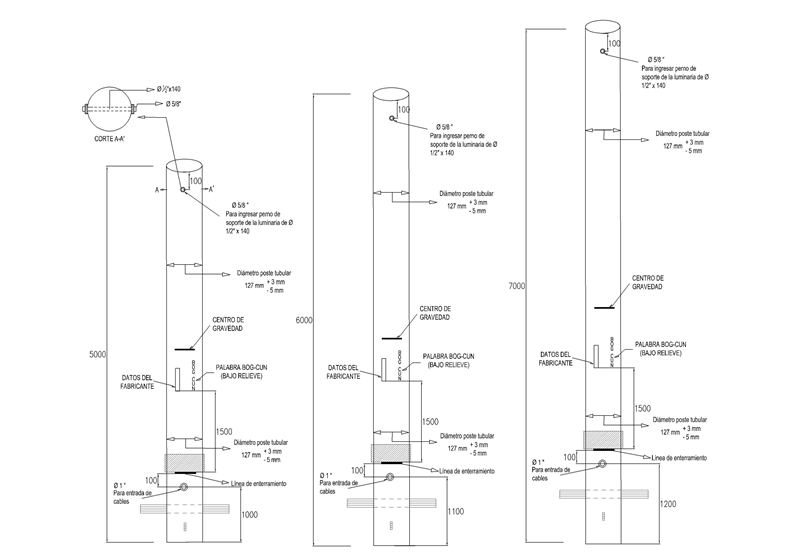 Ø ½"x140
Ø 5/8"
CORTE A-A"
100
A
A"
Ø 5/8 "
Para ingresar perno de
soporte de la luminaria de Ø
1/2" x 140
Diámetro poste tubular
127 mm + 3 mm
- 5 mm
5000
CENTRO DE
GRAVEDAD
DATOS DEL
FABRICANTE
BOG CUN
PALABRA BOG-CUN
(BAJO RELIEVE)
1500
Diámetro poste tubular
127 mm + 3 mm
- 5 mm
100
Linea de enterramiento
Ø 1 "
Para entrada de
cables
1000
100
Ø 5/8 "
Para ingresar perno de
soporte de la luminaria de Ø
1/2" x 140
Diámetro poste tubular
127 mm + 3 mm
- 5 mm
6000
CENTRO DE
GRAVEDAD
DATOS DEL
FABRICANTE
BOG CUN
PALABRA BOG-CUN
(BAJO RELIEVE)
1500
Diámetro poste tubular
127 mm + 3 mm
- 5 mm
100
Linea de enterramiento
Ø 1 "
Para entrada de
cables
1100
100
Ø 5/8 "
Para ingresar perno de
soporte de la luminaria de Ø
1/2" x 140
Diámetro poste tubular
127 mm + 3 mm
- 5 mm
7000
CENTRO DE
GRAVEDAD
DATOS DEL
FABRICANTE
BOG CUN
PALABRA BOG-CUN
(BAJO RELIEVE)
1500
Diámetro poste tubular
127 mm + 3 mm
- 5 mm
100
Linea de enterramiento
Ø 1 "
Para entrada de
cables
1200